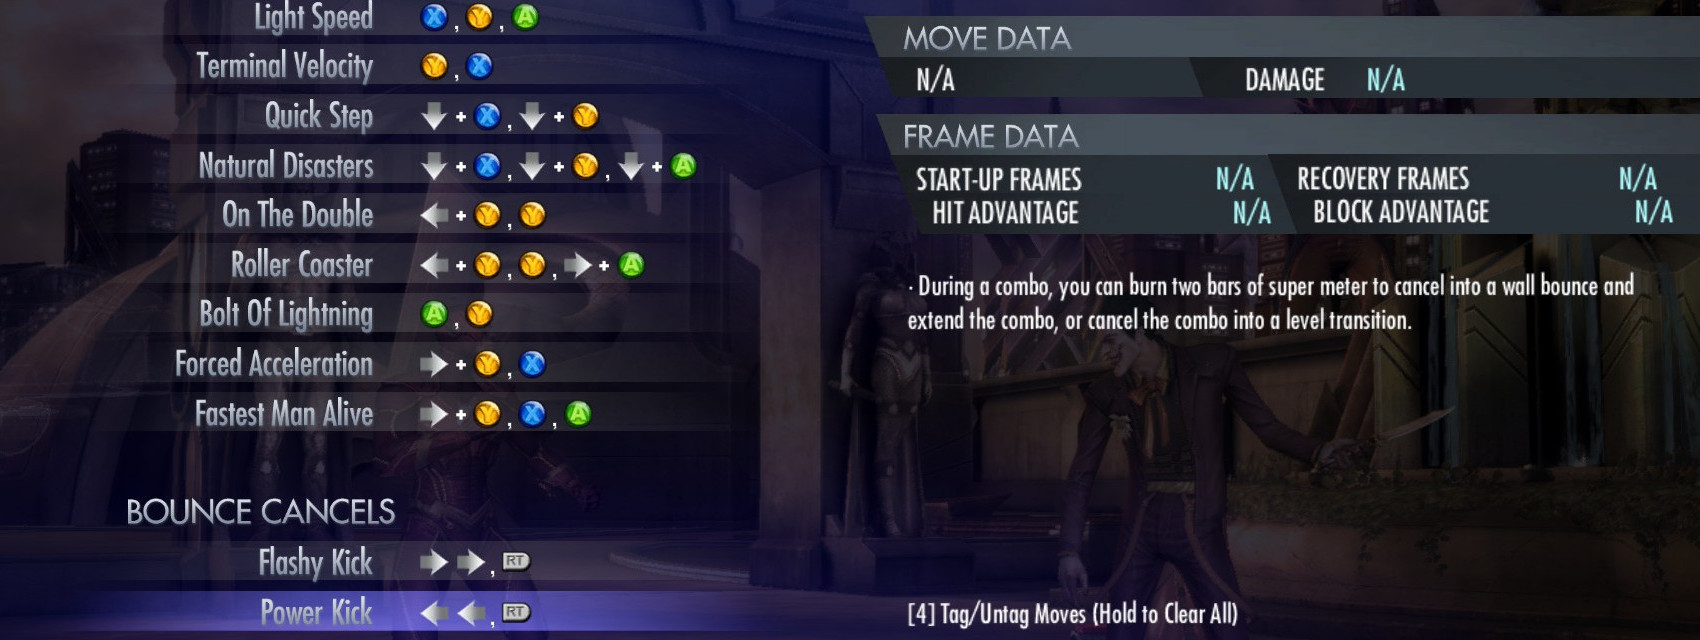 Light Speed X, Y, A
Terminal Velocity Y, X
Quick Step + X, + Y
Natural Disasters + X, + Y, + A
On The Double + Y, Y
Roller Coaster + Y, Y, + A
Bolt Of Lightning A, Y
Forced Acceleration + Y, X
Fastest Man Alive + Y, X, A
BOUNCE CANCELS
Flashy Kick , RT
Power Kick , RT
MOVE DATA
N/A DAMAGE N/A
FRAME DATA
START-UP FRAMES N/A RECOVERY FRAMES N/A
HIT ADVANTAGE N/A BLOCK ADVANTAGE N/A
· During a combo, you can burn two bars of super meter to cancel into a wall bounce and
extend the combo, or cancel the combo into a level transition.
[4] Tag/Untag Moves (Hold to Clear All)